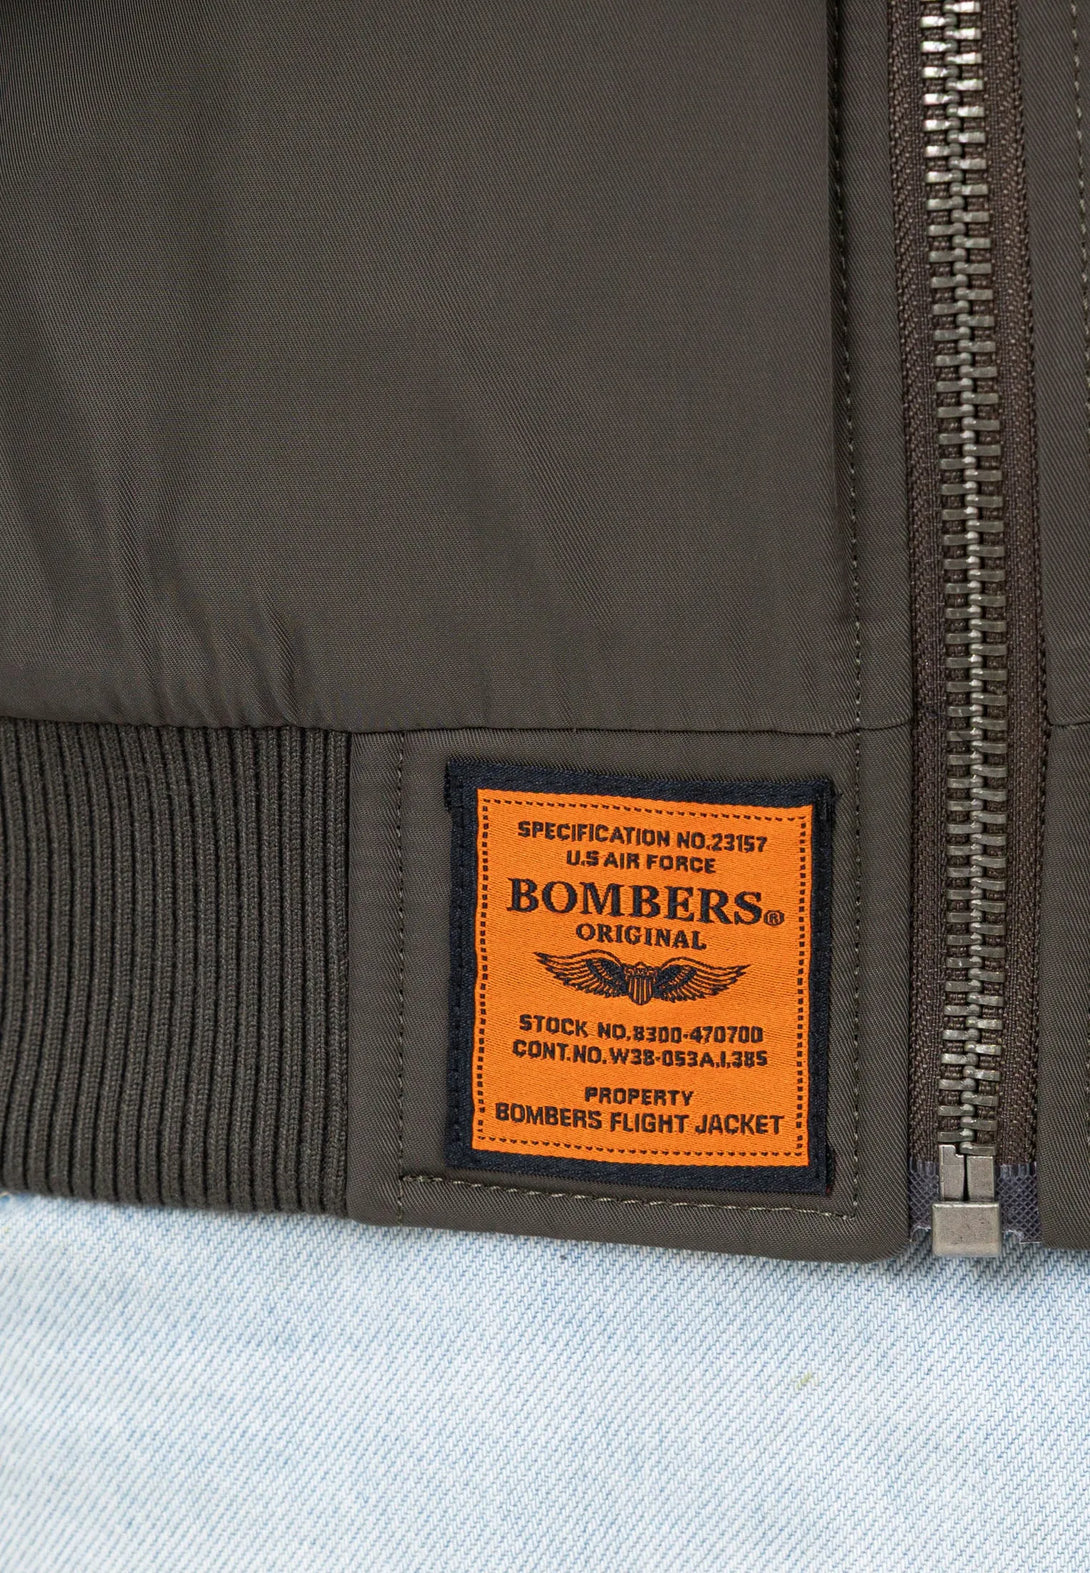 SPECIFICATION NO.23157
U.S AIR FORCE
BOMBERS®
ORIGINAL
STOCK NO.8300-470700
CONT.NO.W38-053A.I.385
PROPERTY
BOMBERS FLIGHT JACKET